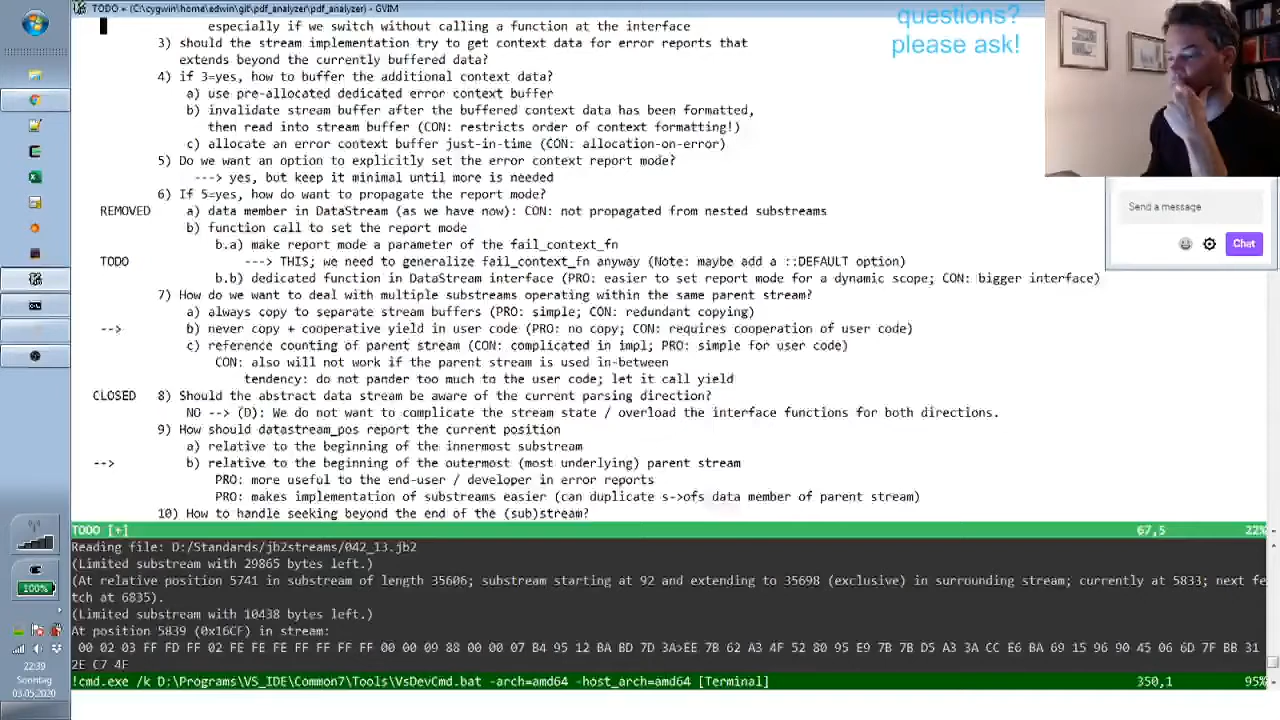 TODO + (C:\cygwin\home\edwin\git\pdf_analyzer\pdf_analyzer) - GVIM
especially if we switch without calling a function at the interface
3) should the stream implementation try to get context data for error reports that
extends beyond the currently buffered data?
4) if 3=yes, how to buffer the additional context data?
a) use pre-allocated dedicated error context buffer
b) invalidate stream buffer after the buffered context data has been formatted,
then read into stream buffer (CON: restricts order of context formatting!)
c) allocate an error context buffer just-in-time (CON: allocation-on-error)
5) Do we want an option to explicitly set the error context report mode?
---> yes, but keep it minimal until more is needed
6) If 5=yes, how do want to propagate the report mode?
REMOVED a) data member in DataStream (as we have now): CON: not propagated from nested substreams
b) function call to set the report mode
b.a) make report mode a parameter of the fail_context_fn
TODO ---> THIS; we need to generalize fail_context_fn anyway (Note: maybe add a ::DEFAULT option)
b.b) dedicated function in DataStream interface (PRO: easier to set report mode for a dynamic scope; CON: bigger interface)
7) How do we want to deal with multiple substreams operating within the same parent stream?
a) always copy to separate stream buffers (PRO: simple; CON: redundant copying)
--> b) never copy + cooperative yield in user code (PRO: no copy; CON: requires cooperation of user code)
c) reference counting of parent stream (CON: complicated in impl; PRO: simple for user code)
CON: also will not work if the parent stream is used in-between
tendency: do not pander too much to the user code; let it call yield
CLOSED 8) Should the abstract data stream be aware of the current parsing direction?
NO --> (D): We do not want to complicate the stream state / overload the interface functions for both directions.
9) How should datastream_pos report the current position
a) relative to the beginning of the innermost substream
--> b) relative to the beginning of the outermost (most underlying) parent stream
PRO: more useful to the end-user / developer in error reports
PRO: makes implementation of substreams easier (can duplicate s->ofs data member of parent stream)
10) How to handle seeking beyond the end of the (sub)stream?
TODO [+] 67,5 22%
Reading file: D:/Standards/jb2streams/042_13.jb2
(Limited substream with 29865 bytes left.)
(At relative position 5741 in substream of length 35606; substream starting at 92 and extending to 35698 (exclusive) in surrounding stream; currently at 5833; next fe
tch at 6835).
(Limited substream with 10438 bytes left.)
At position 5839 (0x16CF) in stream:
00 02 03 FF FD FF 02 FE FE FE FF FF FF FF 00 00 09 88 00 00 07 B4 95 12 BA BD 7D 3A>EE 7B 62 A3 4F 52 80 95 E9 7B 7B D5 A3 3A CC E6 BA 69 15 96 90 45 06 6D 7F BB 31
2E C7 4F
!cmd.exe /k D:\Programs\VS_IDE\Common7\Tools\VsDevCmd.bat -arch=amd64 -host_arch=amd64 [Terminal] 350,1 95%
questions?
please ask!
Send a message
Chat
100%
22:39
Sonntag
03.05.2020